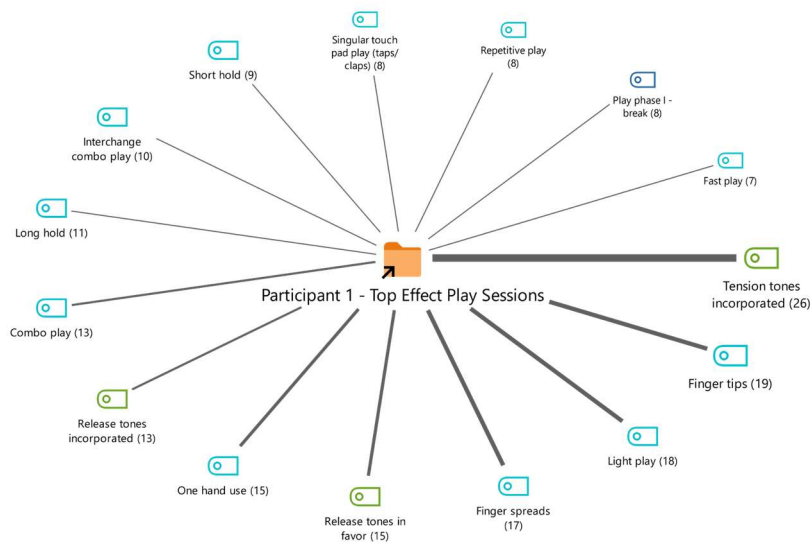 Singular touch
pad play (taps/
claps) (8)
Repetitive play
(8)
Short hold (9)
Play phase I -
break (8)
Interchange
combo play (10)
Fast play (7)
Long hold (11)
Tension tones
incorporated (26)
Participant 1 - Top Effect Play Sessions
Combo play (13)
Finger tips (19)
Release tones
incorporated (13)
Light play (18)
One hand use (15)
Finger spreads
(17)
Release tones in
favor (15)